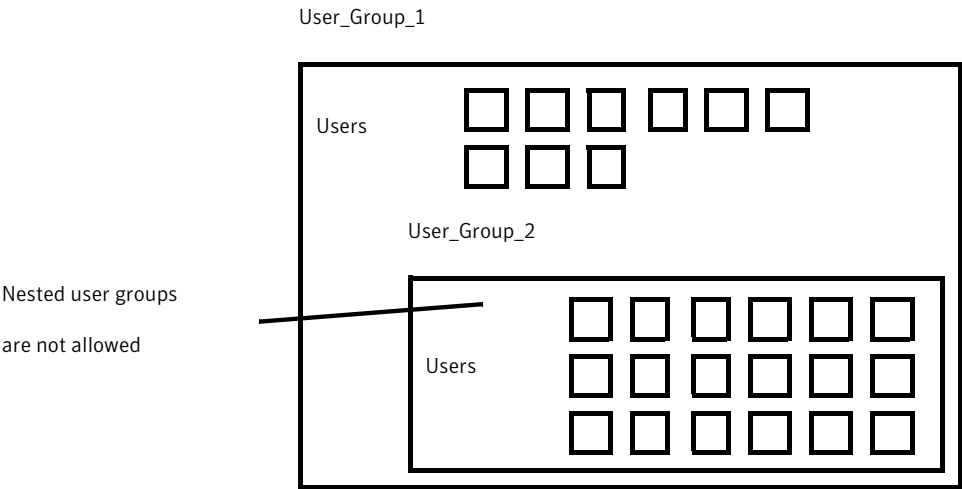 User_Group_1
Users
User_Group_2
Nested user groups
are not allowed
Users